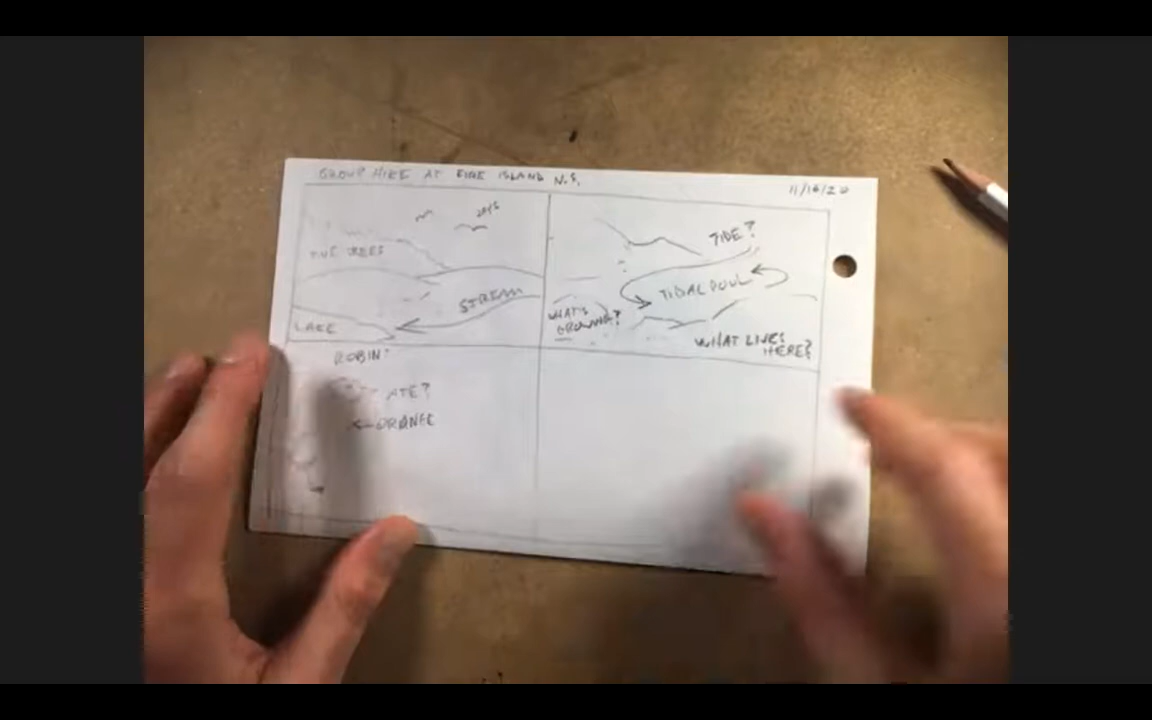 GROUP HIKE AT FIRE ISLAND N.S.
11/16/20
JAYS
TREES
STREAM
LAKE
TIDE?
TIDAL POOL
WHAT'S
GROWING?
WHAT LIVES
HERE?
ROBIN?
ATE?
ORANGE